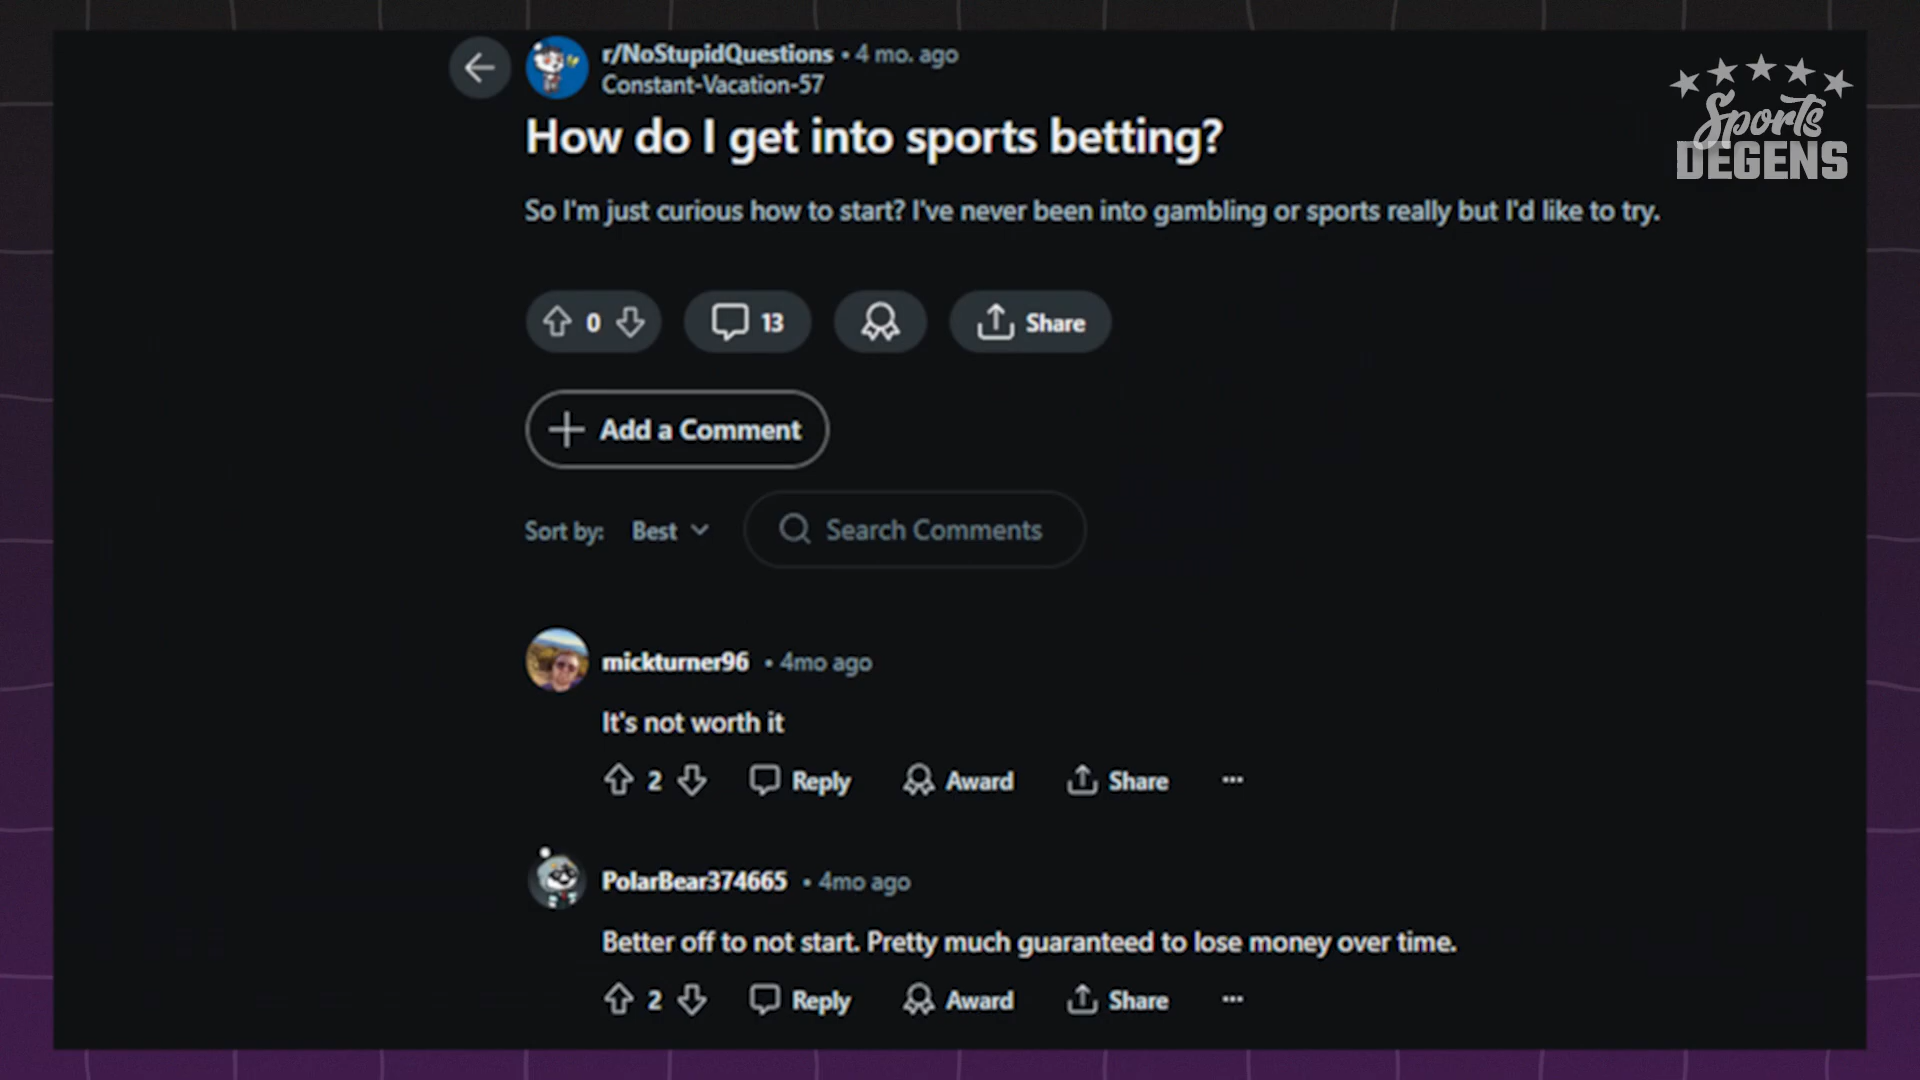 r/NoStupidQuestions • 4 mo. ago
Constant-Vacation-57
Sports
DEGENS
How do I get into sports betting?
So I'm just curious how to start? I've never been into gambling or sports really but I'd like to try.
0
13
Share
Add a Comment
Sort by: Best
Search Comments
mickturner96 • 4mo ago
It's not worth it
2 Reply Award Share ...
PolarBear374665 • 4mo ago
Better off to not start. Pretty much guaranteed to lose money over time.
2 Reply Award Share ...